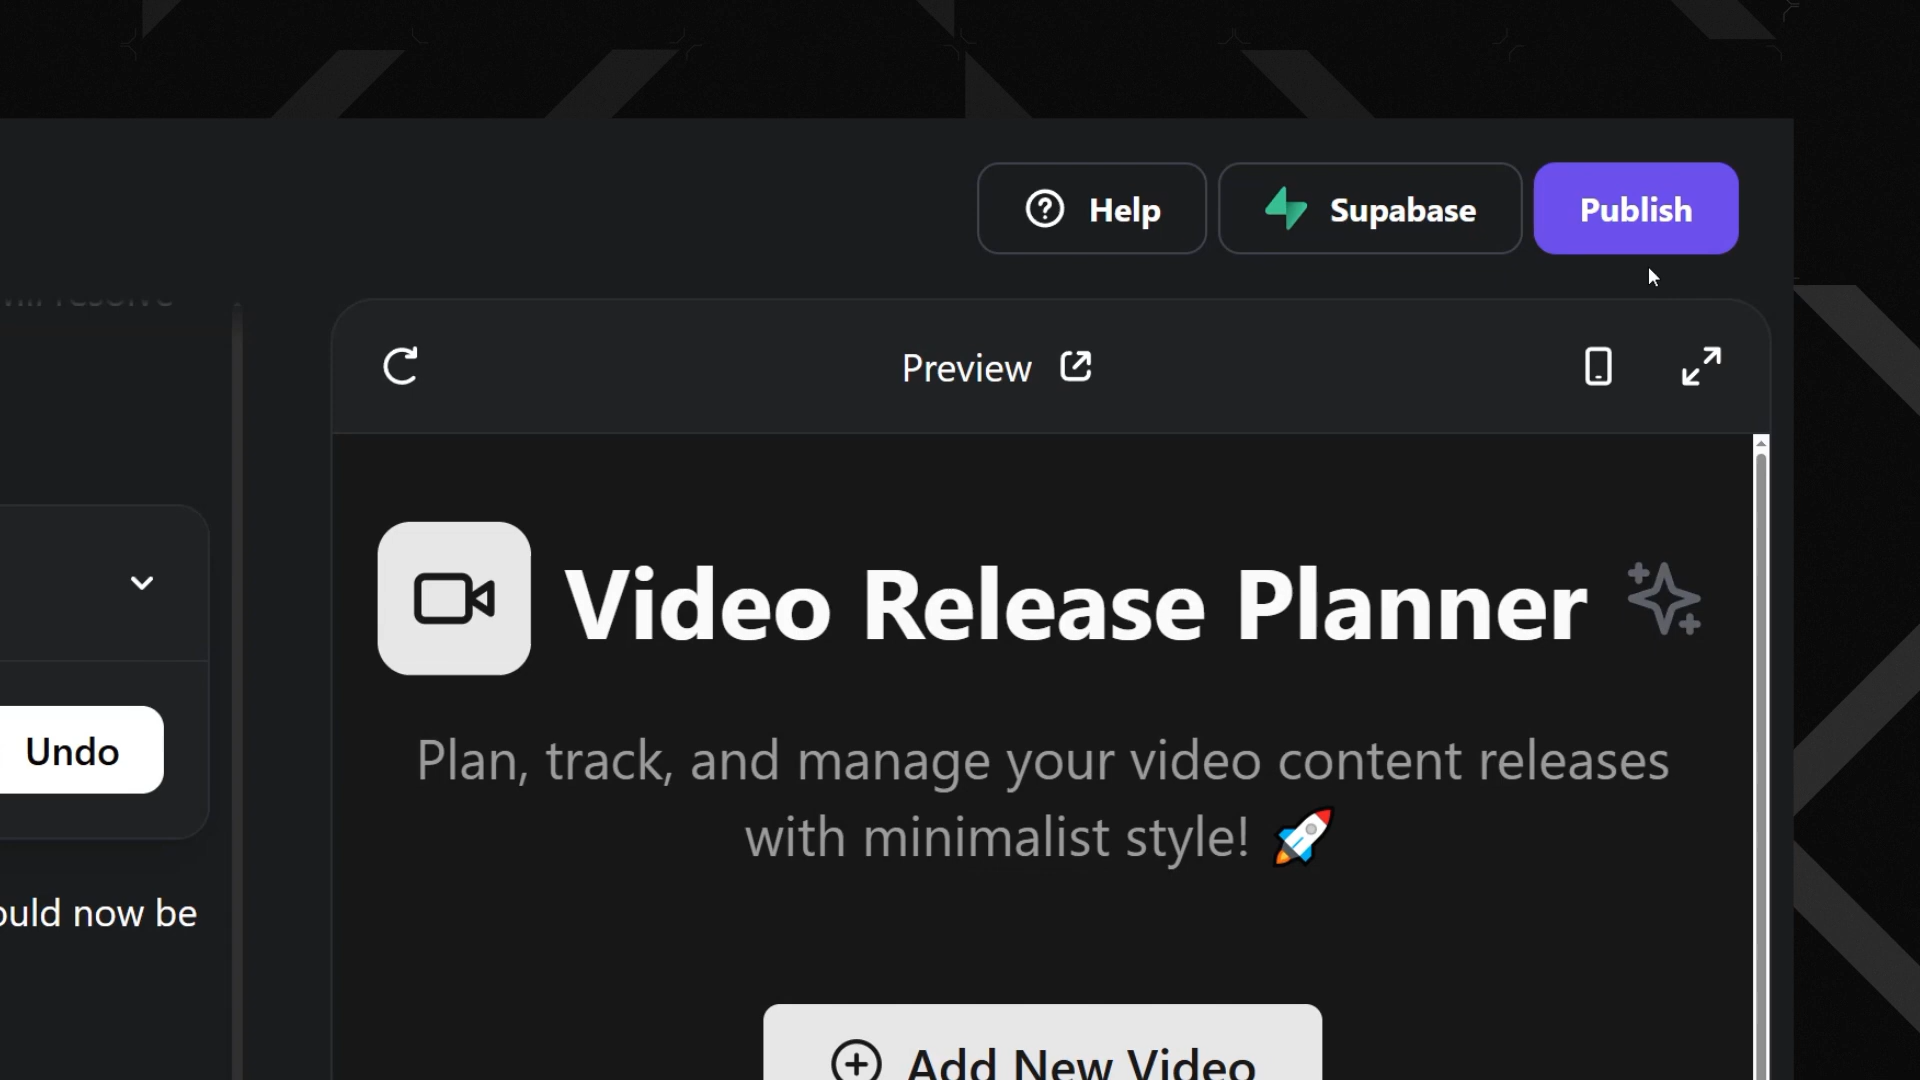 Help
Supabase
Publish
resolve
Preview
Video Release Planner
Plan, track, and manage your video content releases
with minimalist style! 🚀
Undo
now be
Add New Video